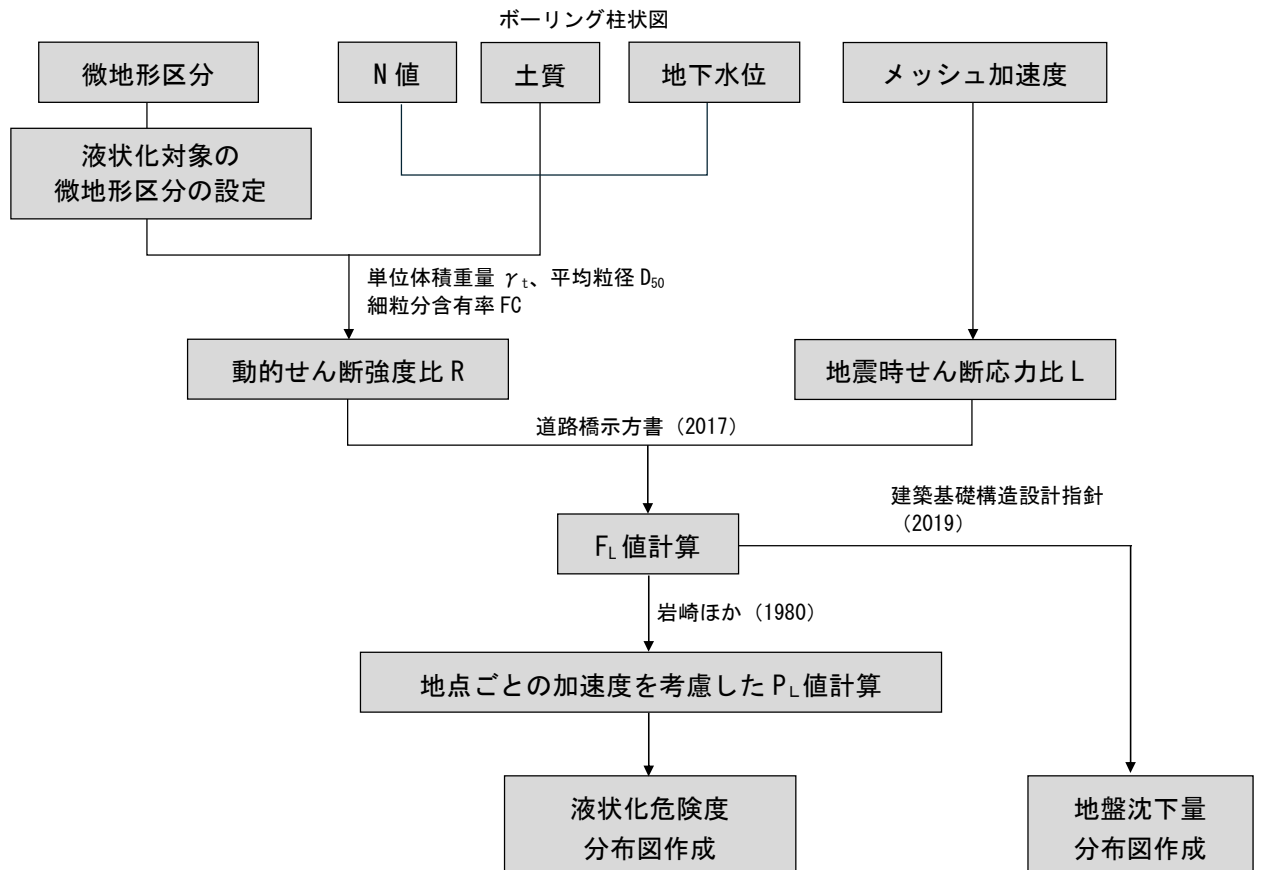 ボーリング柱状図
微地形区分
N 値
土質
地下水位
メッシュ加速度
液状化対象の
微地形区分の設定
単位体積重量 γt、平均粒径 D50
細粒分含有率 FC
動的せん断強度比 R
地震時せん断応力比 L
道路橋示方書（2017）
建築基礎構造設計指針
（2019）
FL 値計算
岩崎ほか（1980）
地点ごとの加速度を考慮した PL 値計算
液状化危険度
分布図作成
地盤沈下量
分布図作成